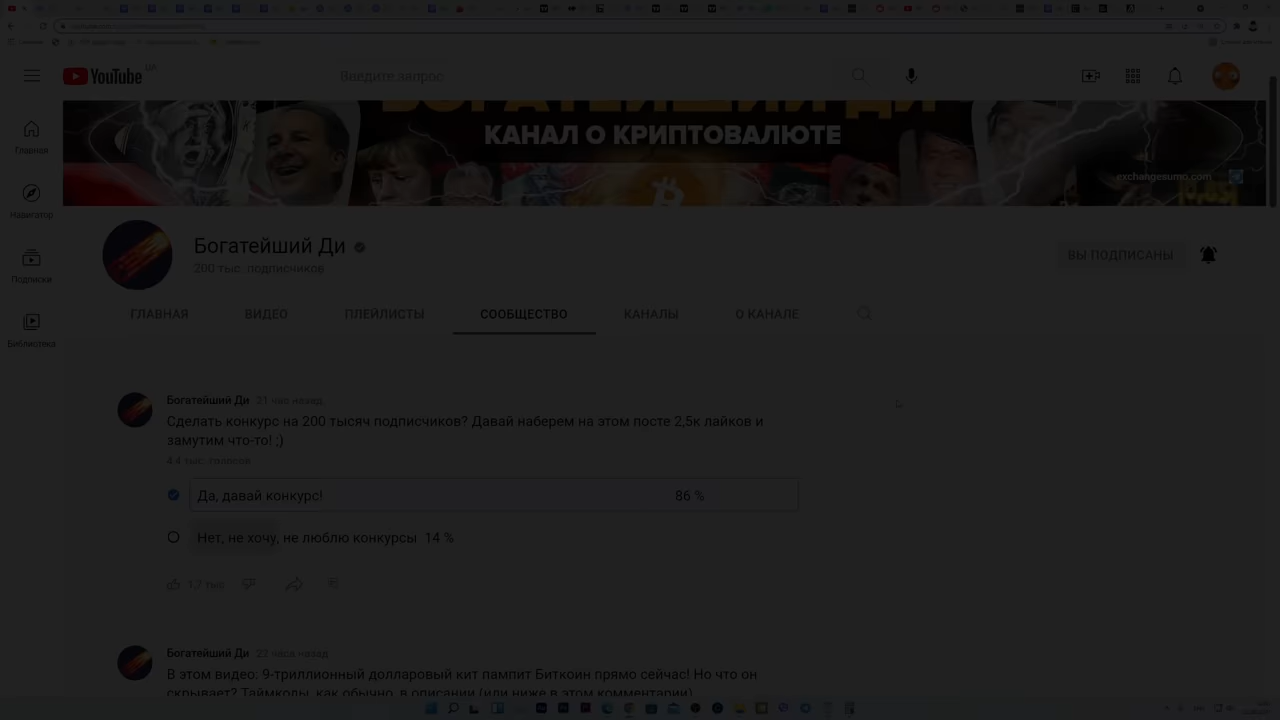 YouTube
UA
Введите запрос
БОГАТЕЙШИЙ ДИ
КАНАЛ О КРИПТОВАЛЮТЕ
exchangesumo.com
Главная
Навигатор
Подписки
Библиотека
Богатейший Ди
200 тыс. подписчиков
ВЫ ПОДПИСАНЫ
ГЛАВНАЯ
ВИДЕО
ПЛЕЙЛИСТЫ
СООБЩЕСТВО
КАНАЛЫ
О КАНАЛЕ
Богатейший Ди 21 час назад
Сделать конкурс на 200 тысяч подписчиков? Давай наберем на этом посте 2,5к лайков и
замутим что-то! ;)
4,4 тыс. голосов
Да, давай конкурс! 86 %
Нет, не хочу, не люблю конкурсы 14 %
1,7 тыс.
Богатейший Ди 22 часа назад
В этом видео: 9-триллионный долларовый кит пампит Биткоин прямо сейчас! Но что он
скрывает? Таймкоды, как обычно, в описании (или ниже в этом комментарии)